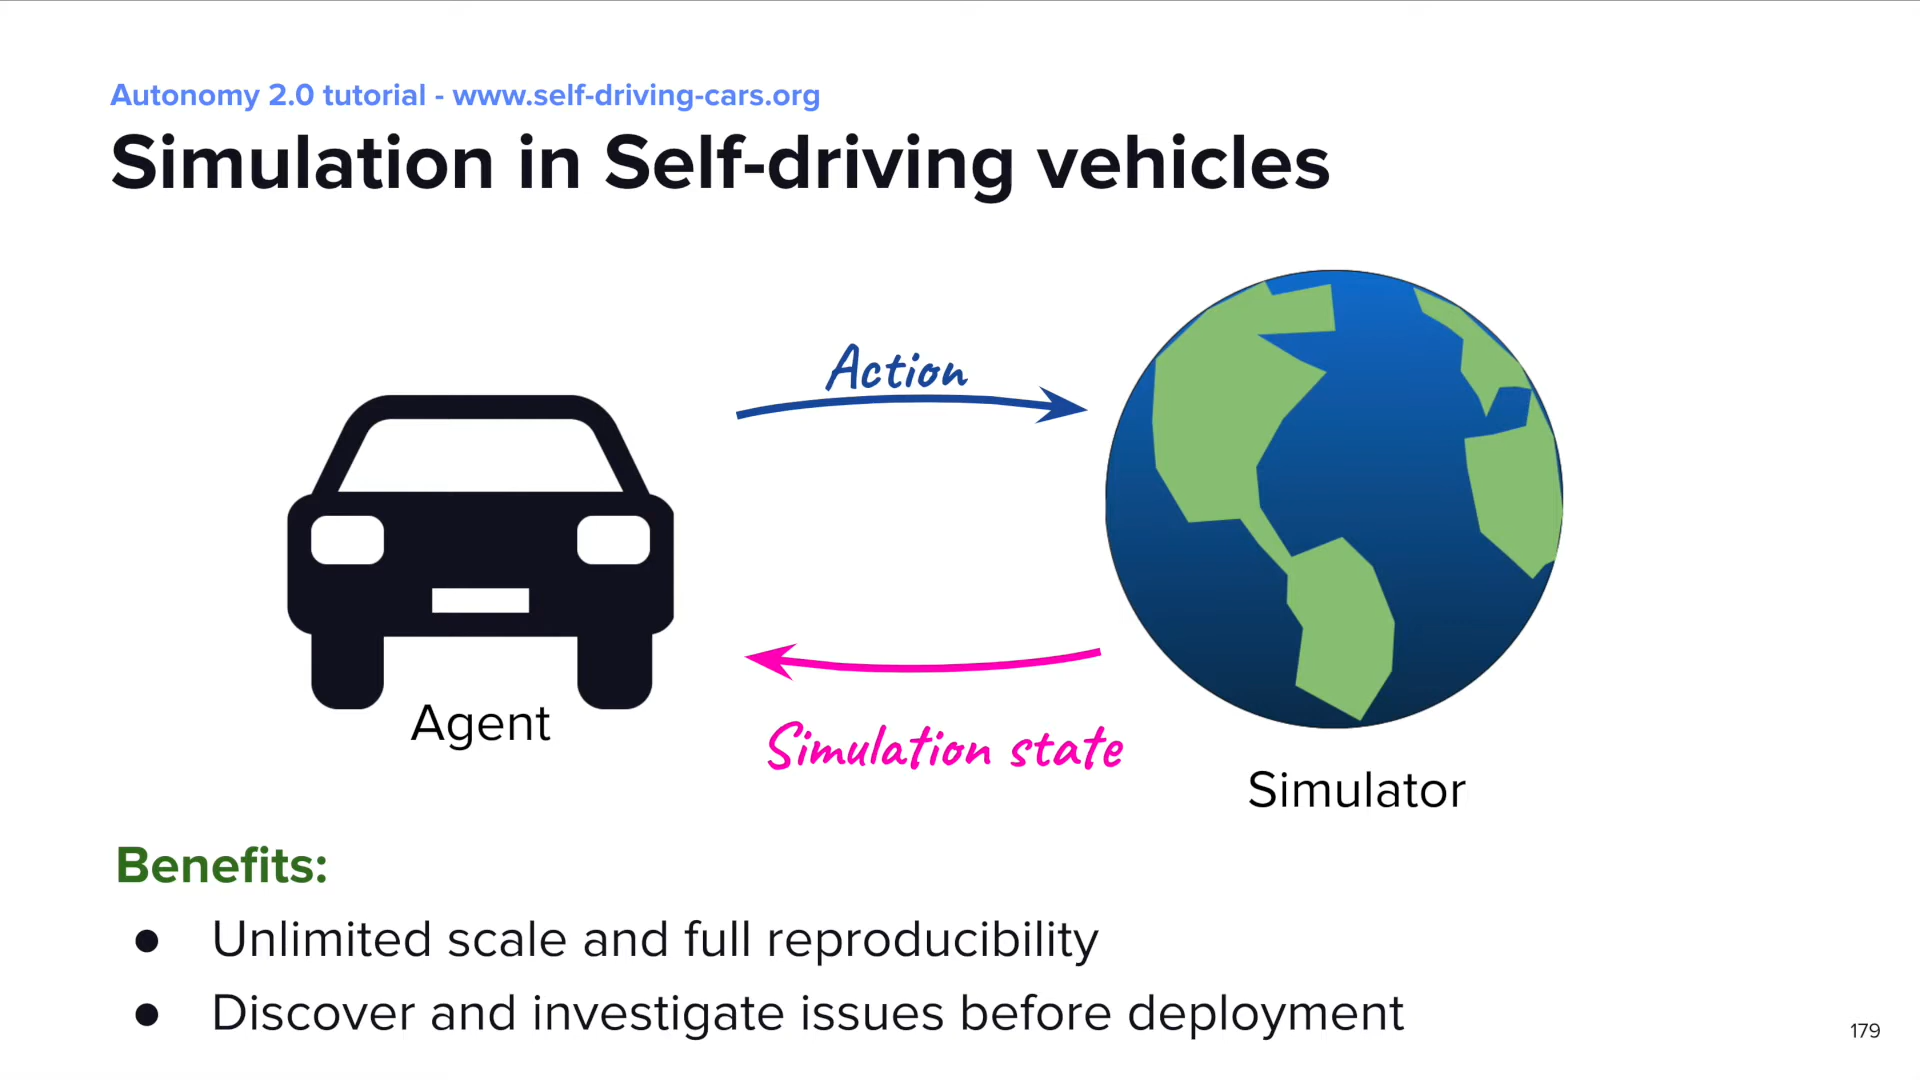 Autonomy 2.0 tutorial - www.self-driving-cars.org
Simulation in Self-driving vehicles
Action
Agent
Simulation state
Simulator
Benefits:
● Unlimited scale and full reproducibility
● Discover and investigate issues before deployment
179